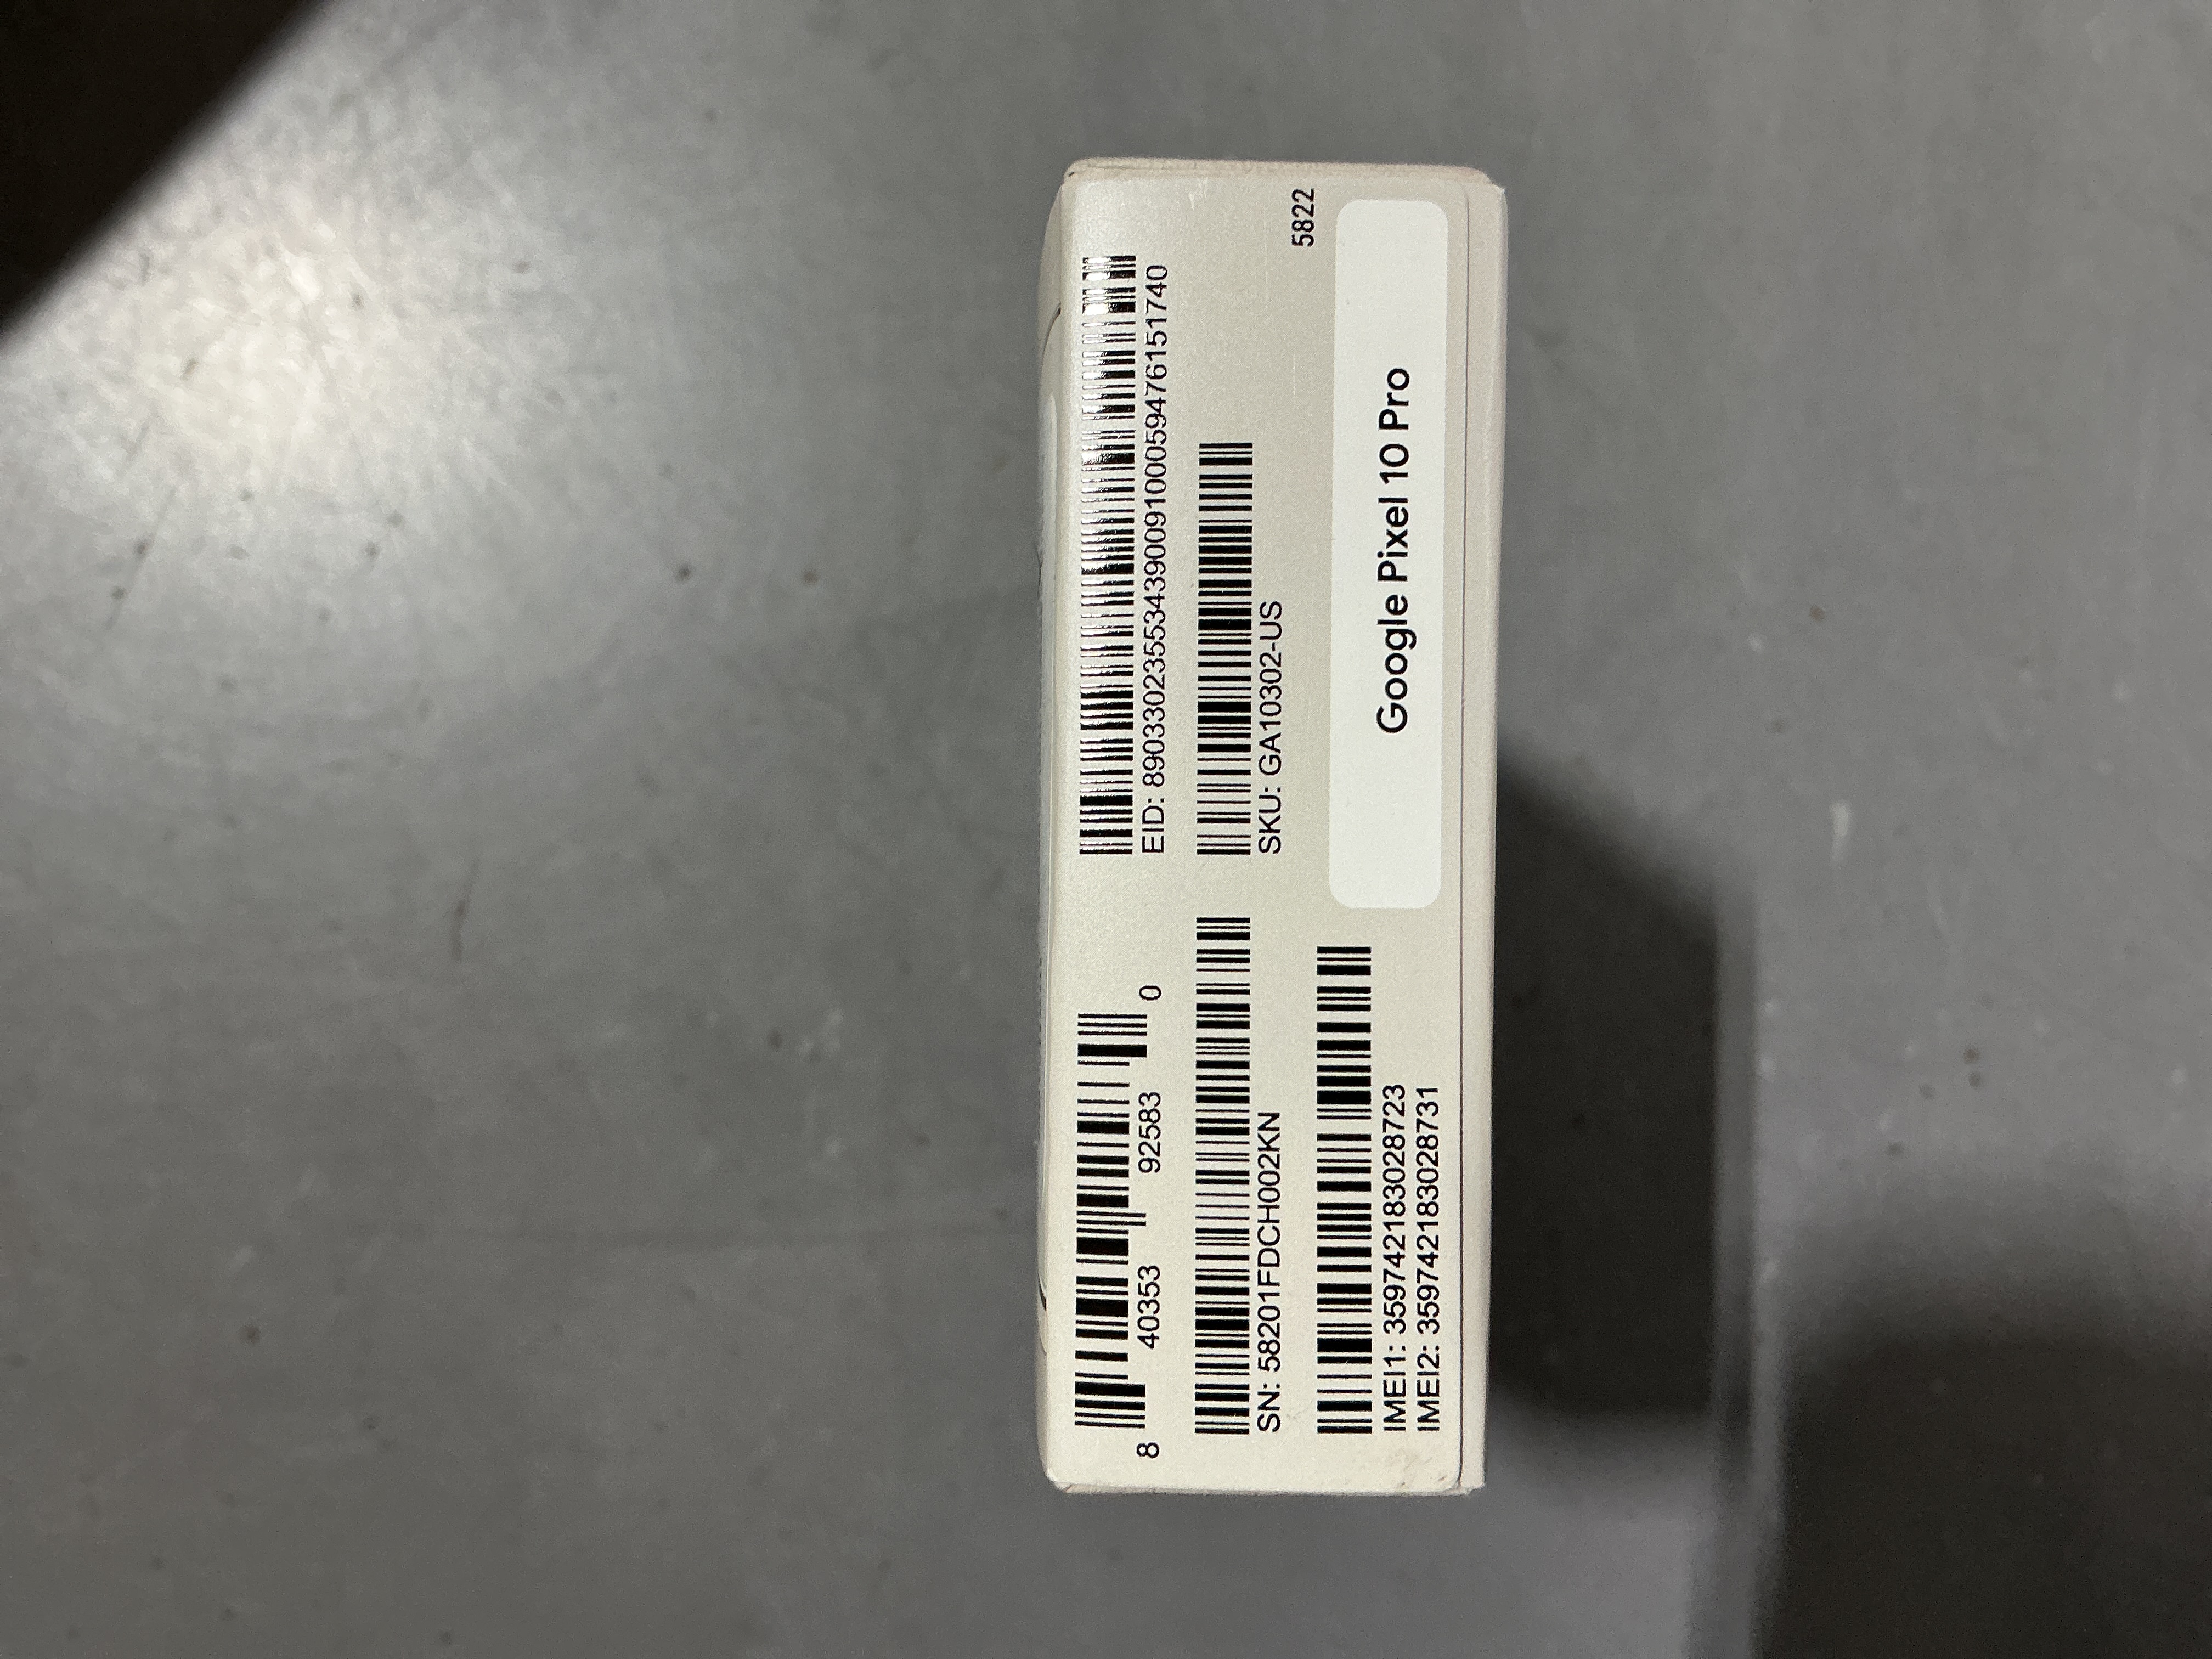 8 40353 92583 0
EID: 89033023553439009100059476151740
SN: 58201FDCH002KN
SKU: GA10302-US
5822
IMEI1: 359742183028723
IMEI2: 359742183028731
Google Pixel 10 Pro